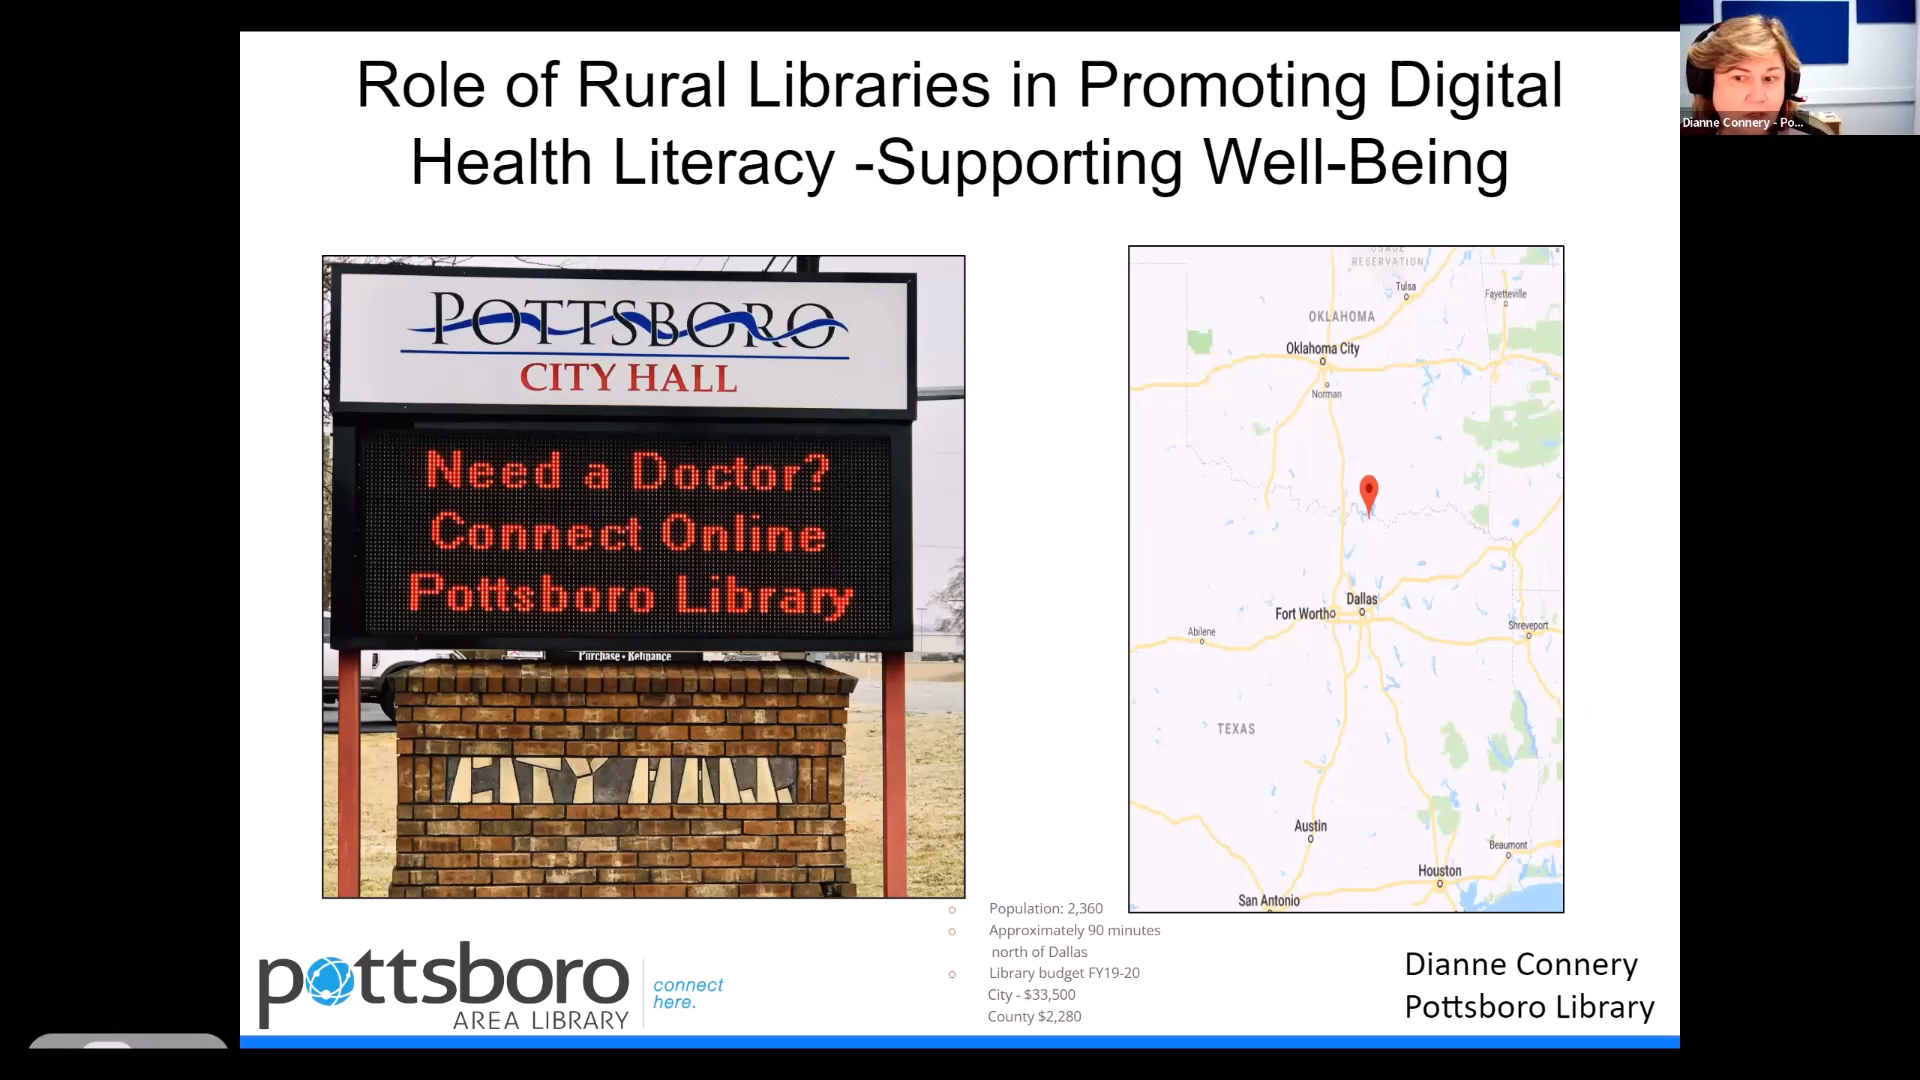 Role of Rural Libraries in Promoting Digital
Health Literacy -Supporting Well-Being
Dianne Connery - Po...
POTTSBORO
CITY HALL
Need a Doctor?
Connect Online
Pottsboro Library
Purchase • Refinance
CITY HALL
OSAGE
RESERVATION
Tulsa
Fayetteville
OKLAHOMA
Oklahoma City
Norman
Dallas
Fort Worth
Abilene
Shreveport
TEXAS
Austin
Beaumont
Houston
San Antonio
Population: 2,360
Approximately 90 minutes
north of Dallas
Library budget FY19-20
City - $33,500
County $2,280
pottsboro
AREA LIBRARY
connect
here.
Dianne Connery
Pottsboro Library